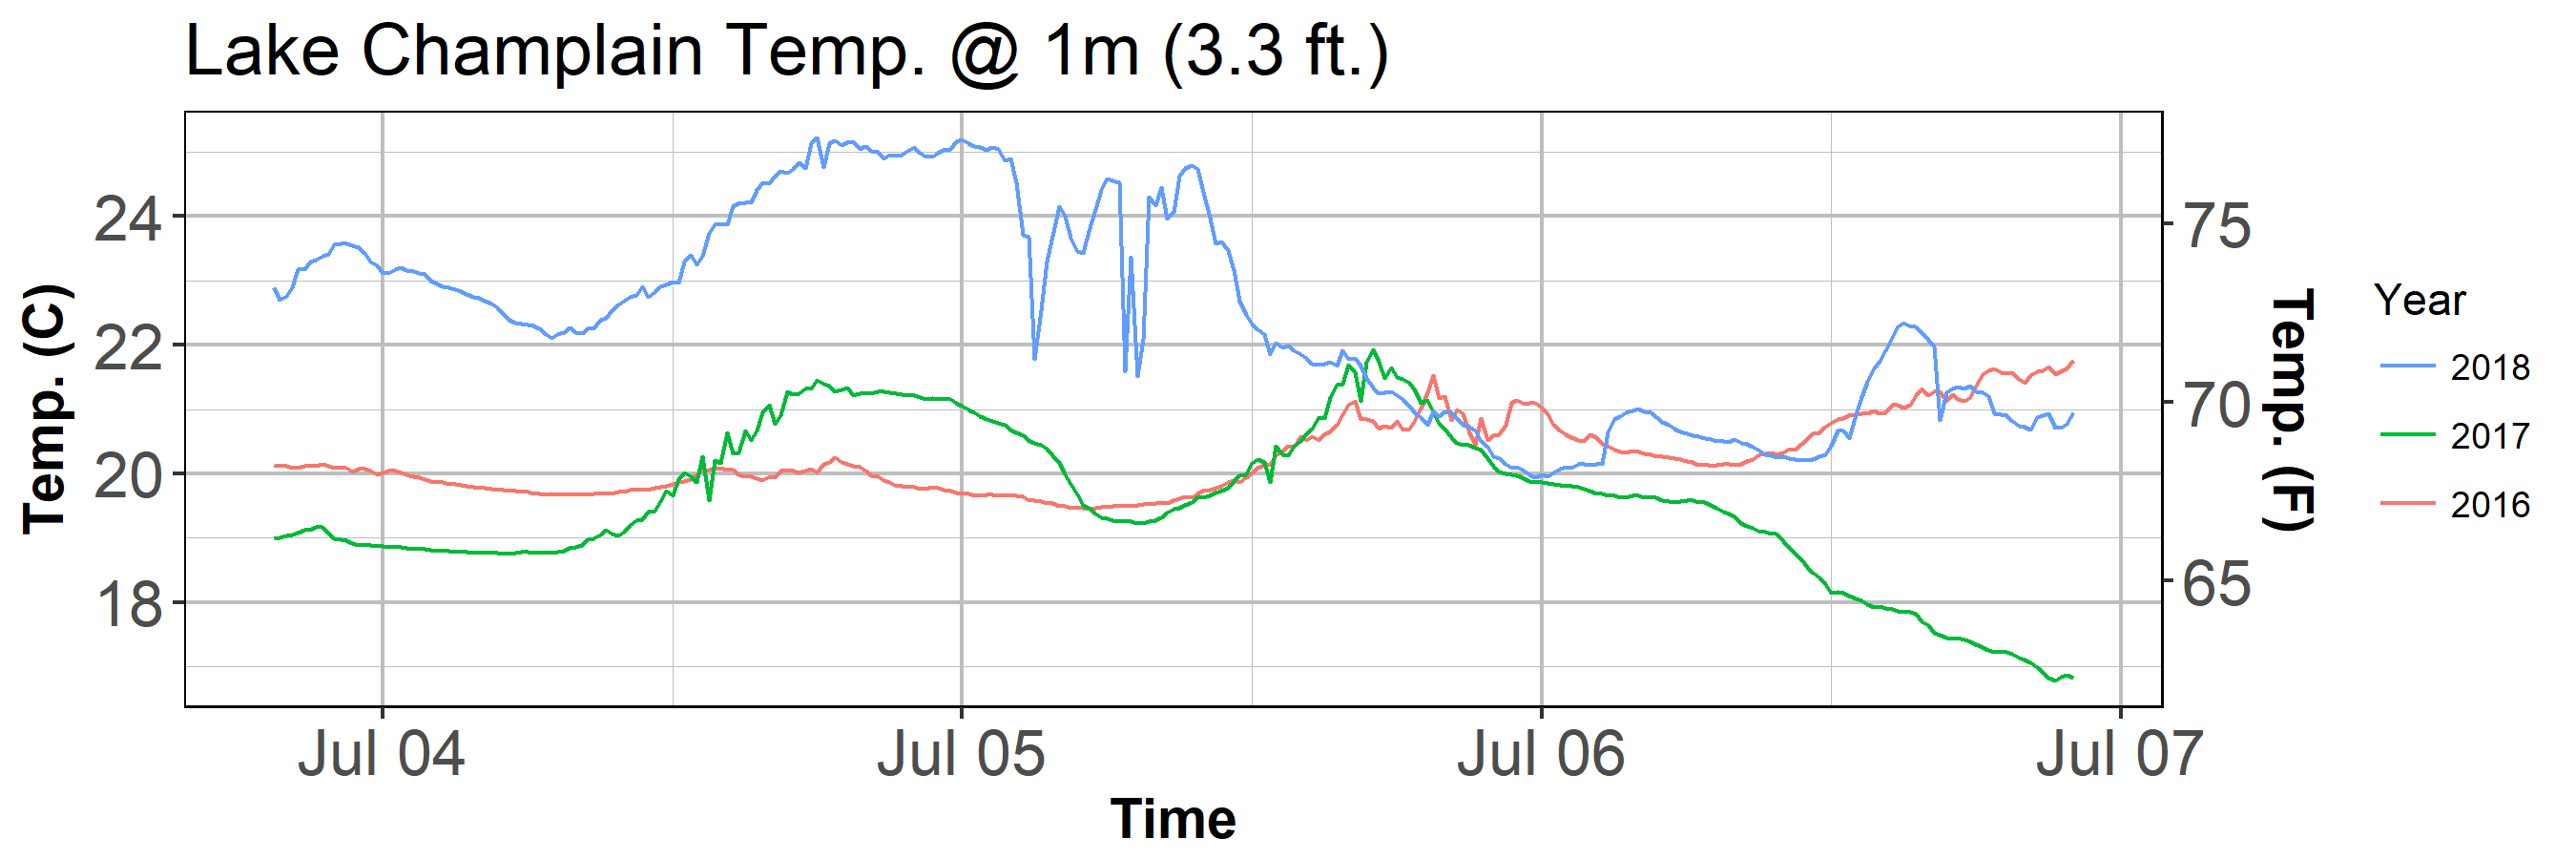 Lake Champlain Temp. @ 1m (3.3 ft.)
Temp. (C)
24
22
20
18
75
70
65
Temp. (F)
Year
2018
2017
2016
Jul 04
Jul 05
Jul 06
Jul 07
Time